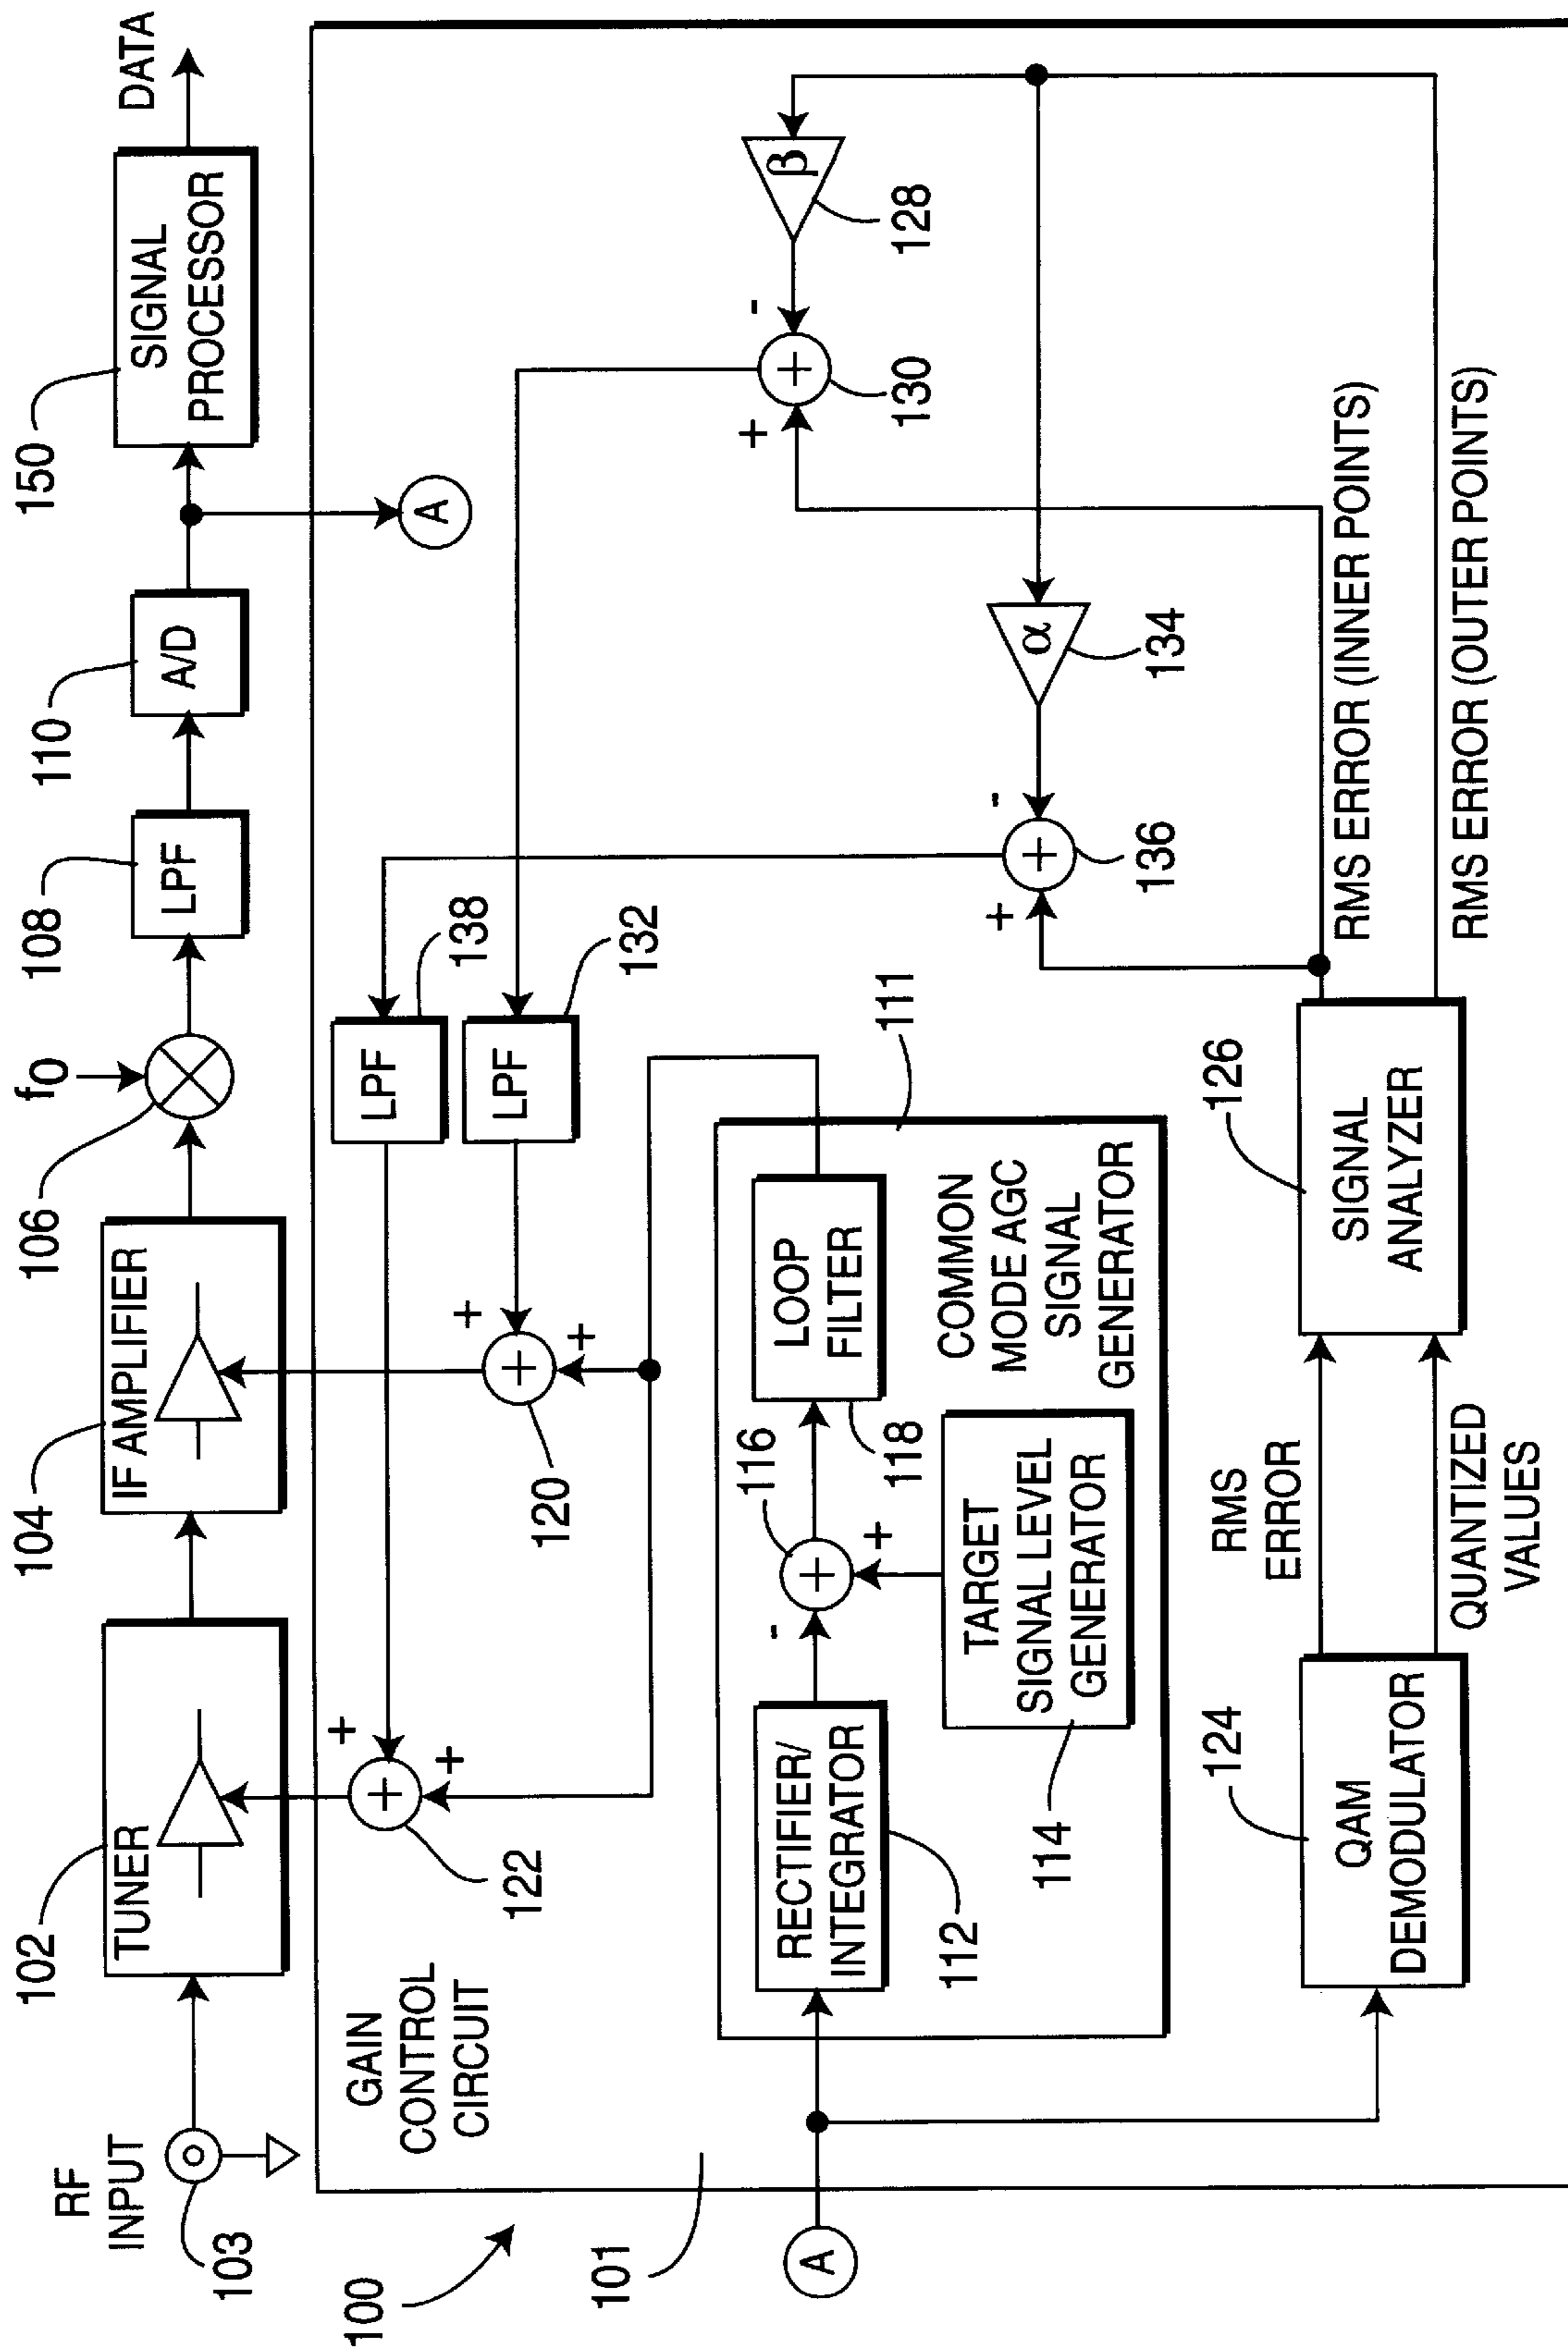 RF
INPUT
103
102
TUNER
104
IF AMPLIFIER
106
fO
108
LPF
110
A/D
150
SIGNAL
PROCESSOR
DATA
A
100
101
GAIN
CONTROL
CIRCUIT
122
+
+
+
120
+
+
+
LPF
138
LPF
132
A
111
RECTIFIER/
INTEGRATOR
112
-
+
116
+
TARGET
SIGNAL LEVEL
GENERATOR
114
LOOP
FILTER
118
COMMON
MODE AGC
SIGNAL
GENERATOR
β
128
-
+
130
+
α
134
-
+
136
+
124
QAM
DEMODULATOR
RMS
ERROR
QUANTIZED
VALUES
126
SIGNAL
ANALYZER
RMS ERROR (INNER POINTS)
RMS ERROR (OUTER POINTS)